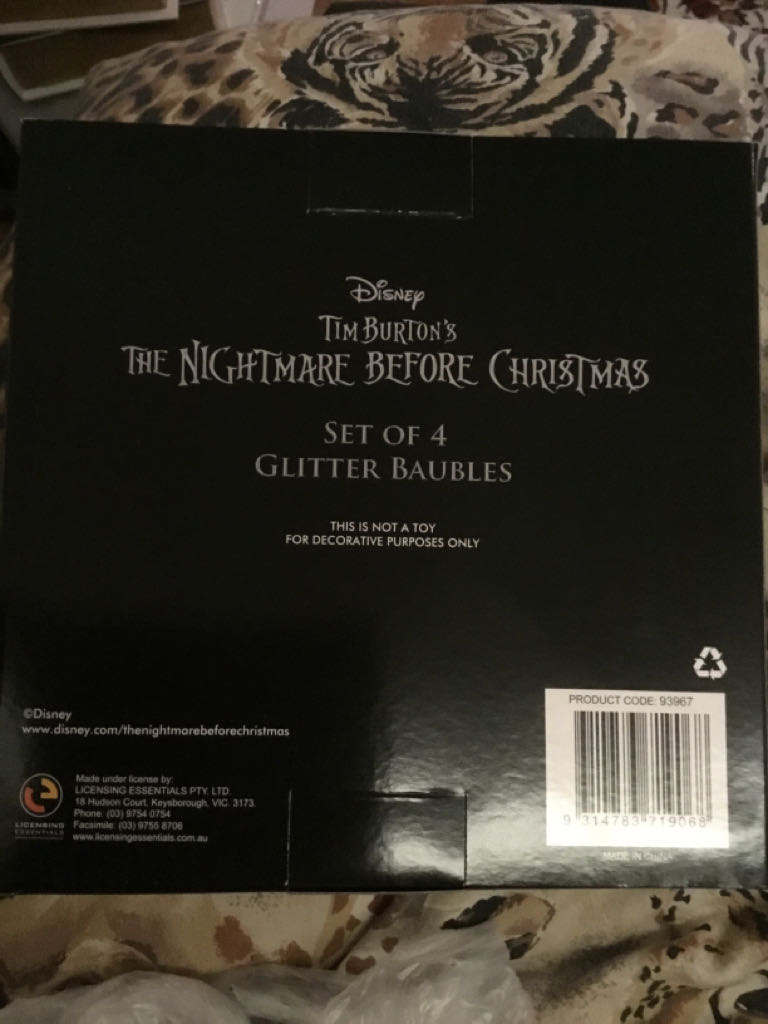 Disney
Tim Burton's
The Nightmare Before Christmas
Set of 4
Glitter Baubles
THIS IS NOT A TOY
FOR DECORATIVE PURPOSES ONLY
©Disney
www.disney.com/thenightmarebeforechristmas
PRODUCT CODE: 93967
9 314783 719068
MADE IN CHINA
LICENSING
ESSENTIALS
Made under license by:
LICENSING ESSENTIALS PTY. LTD.
18 Hudson Court, Keysborough, VIC. 3173.
Phone: (03) 9754 0754
Facsimile: (03) 9755 8706
www.licensingessentials.com.au